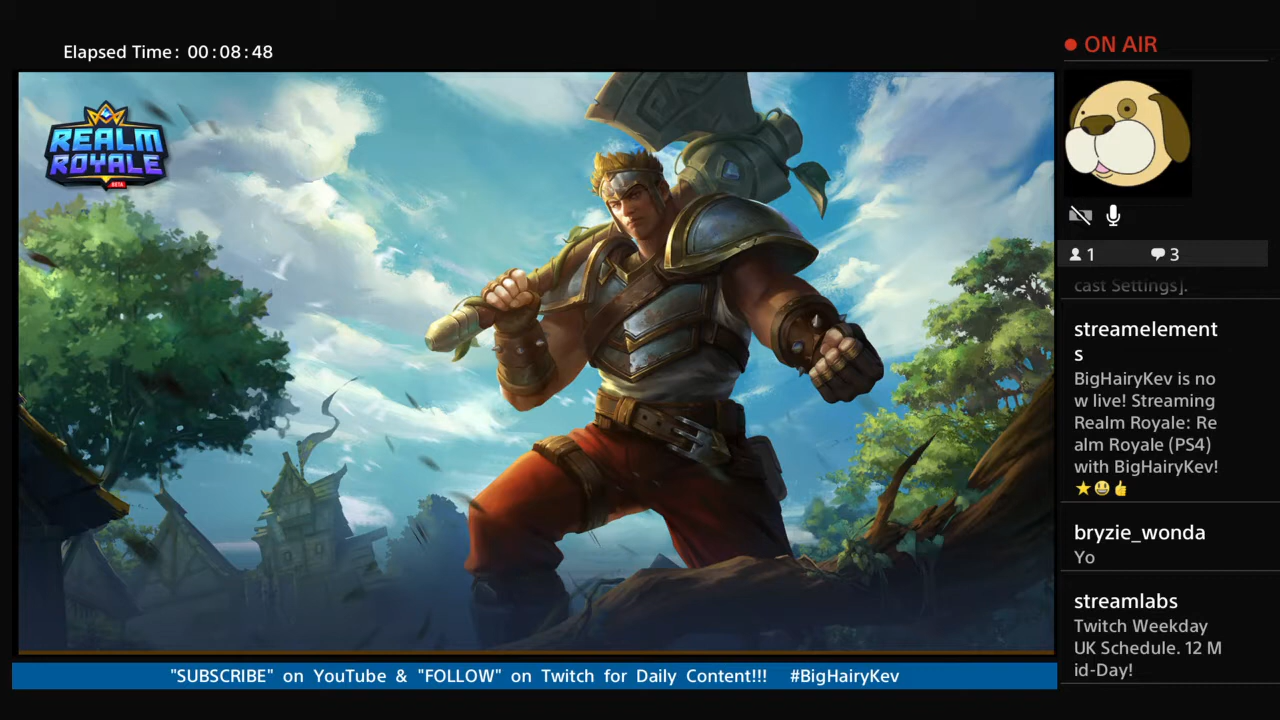 Elapsed Time: 00:08:48
ON AIR
REALM
ROYALE
BETA
1
3
cast Settings].
streamelement
s
BigHairyKev is no
w live! Streaming
Realm Royale: Re
alm Royale (PS4)
with BigHairyKev!
⭐😃👍
bryzie_wonda
Yo
streamlabs
Twitch Weekday
UK Schedule. 12 M
id-Day!
"SUBSCRIBE" on YouTube & "FOLLOW" on Twitch for Daily Content!!! #BigHairyKev